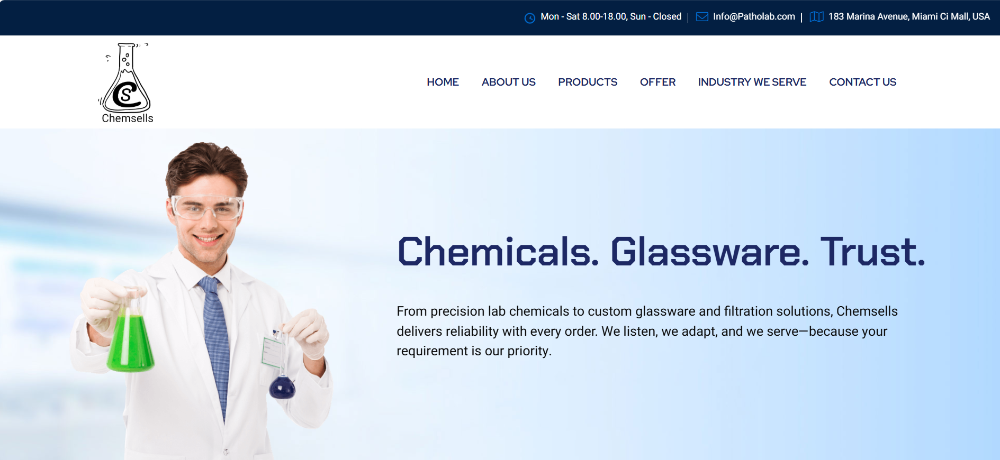 Mon - Sat 8.00-18.00, Sun - Closed | Info@Patholab.com | 183 Marina Avenue, Miami Ci Mall, USA
CS
Chemsells
HOME ABOUT US PRODUCTS OFFER INDUSTRY WE SERVE CONTACT US
Chemicals. Glassware. Trust.
From precision lab chemicals to custom glassware and filtration solutions, Chemsells
delivers reliability with every order. We listen, we adapt, and we serve—because your
requirement is our priority.